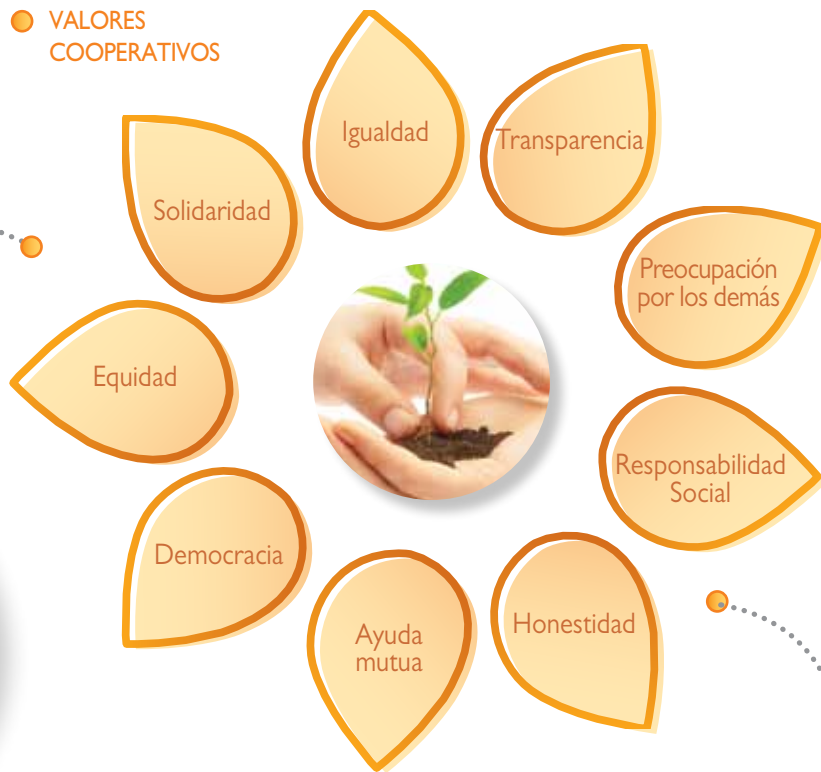 VALORES
COOPERATIVOS
Igualdad
Transparencia
Solidaridad
Preocupación
por los demás
Equidad
Responsabilidad
Social
Democracia
Honestidad
Ayuda
mutua